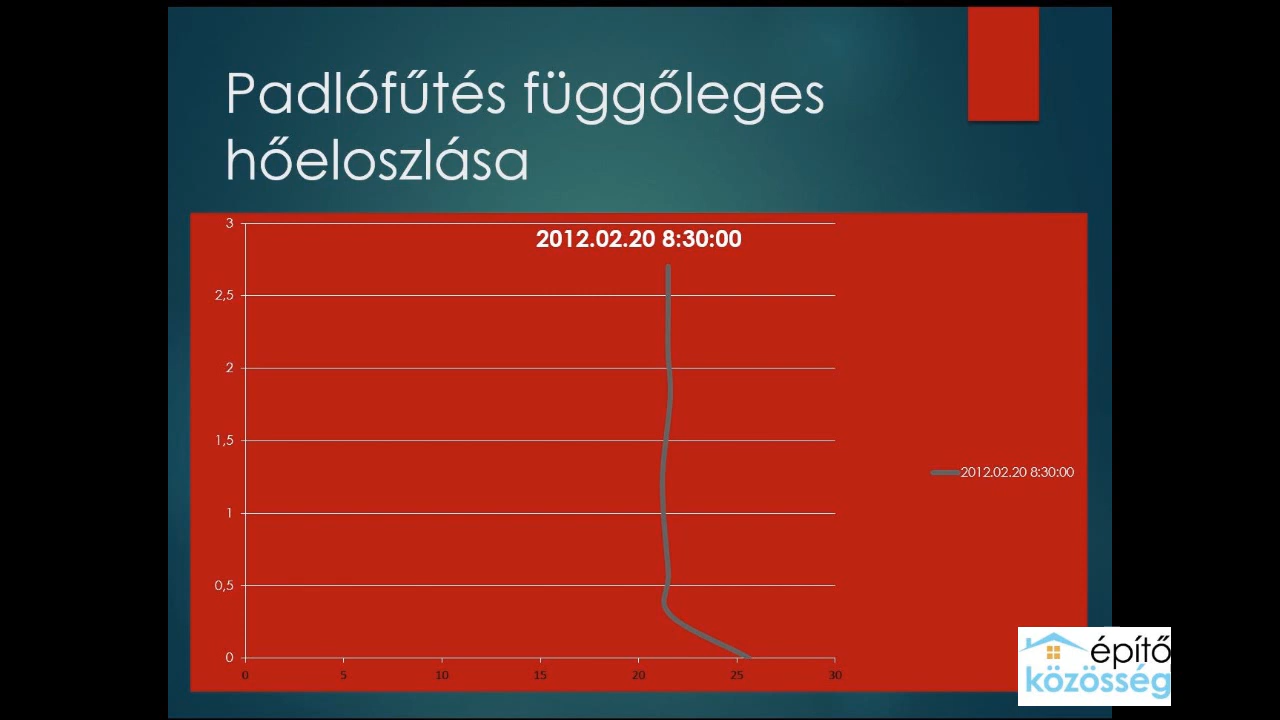 Padlófűtés függőleges
hőeloszlása
2012.02.20 8:30:00
3
2,5
2
1,5
1
0,5
0
0 5 10 15 20 25 30
2012.02.20 8:30:00
építő
közösség